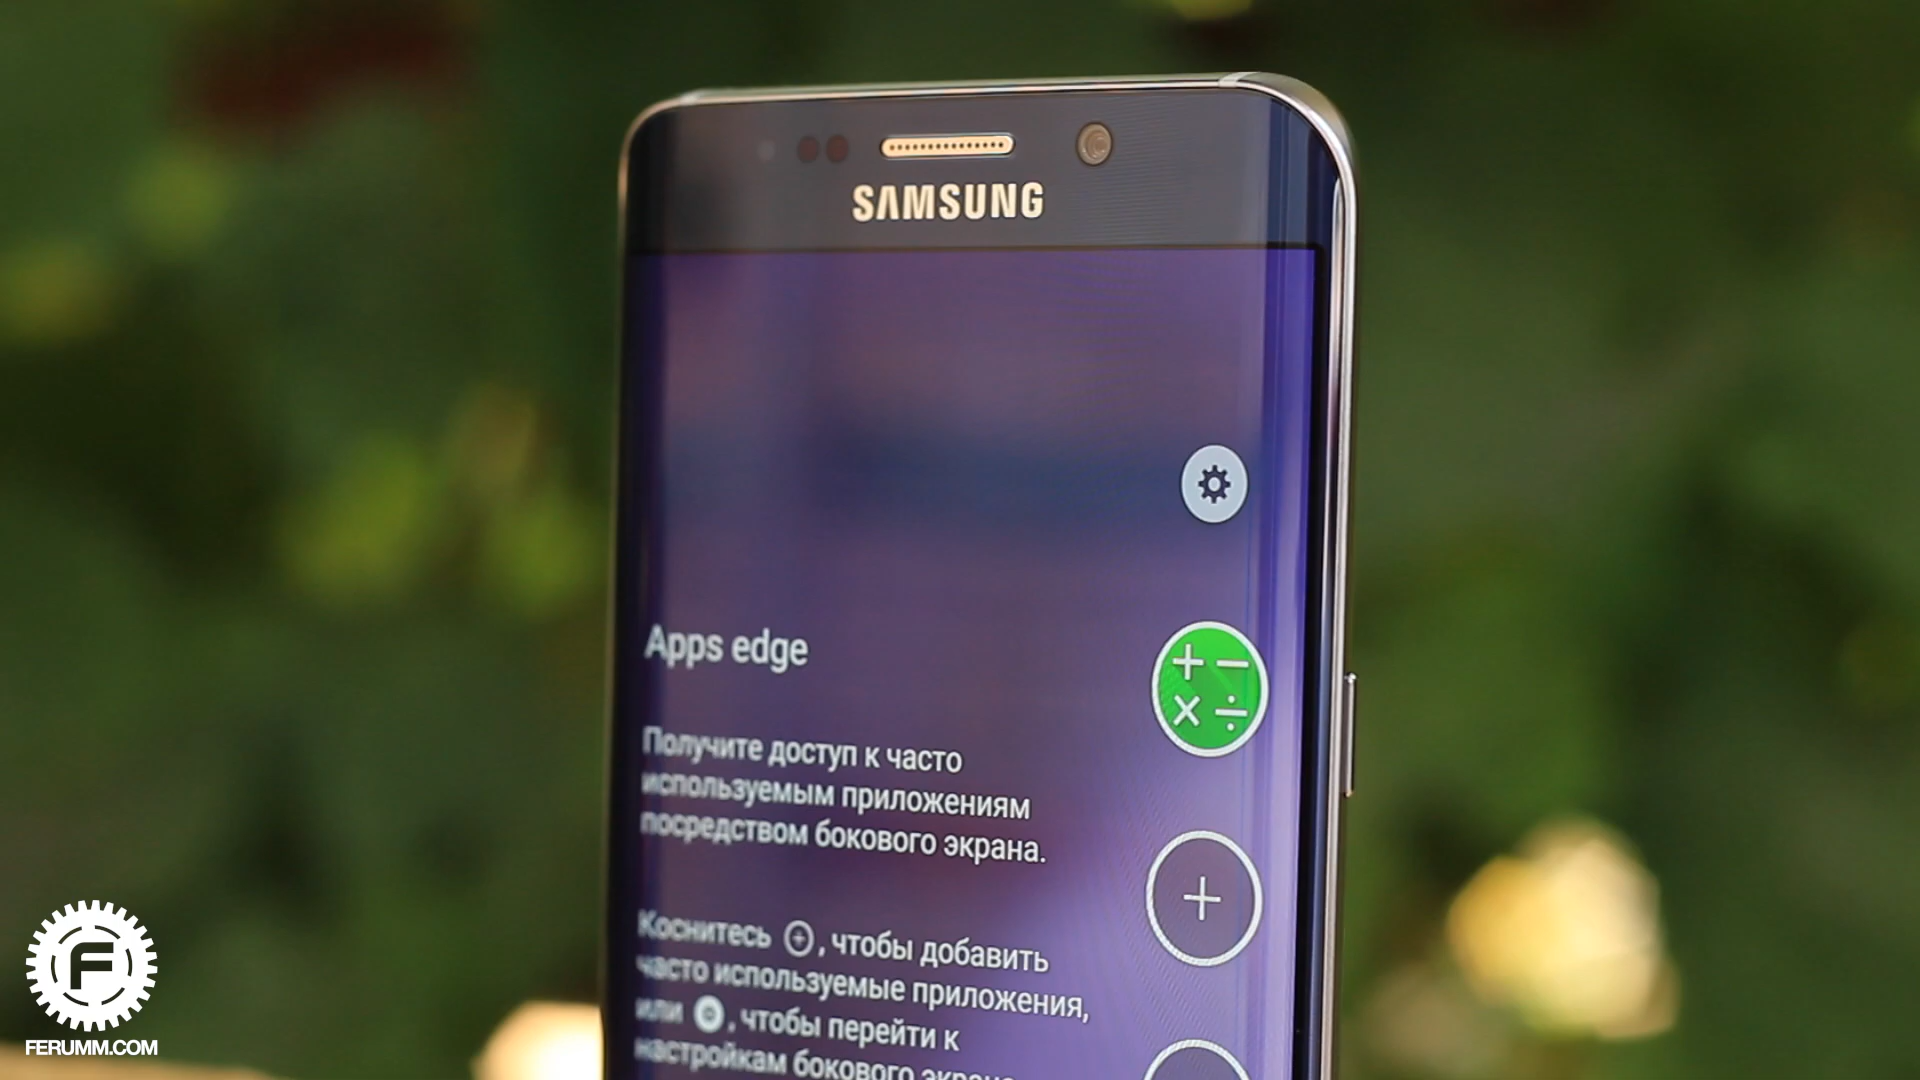 SAMSUNG
Apps edge
Получите доступ к часто
используемым приложениям
посредством бокового экрана.
Коснитесь ⊕, чтобы добавить
часто используемые приложения,
или , чтобы перейти к
настройкам бокового экрана
F
FERUMM.COM